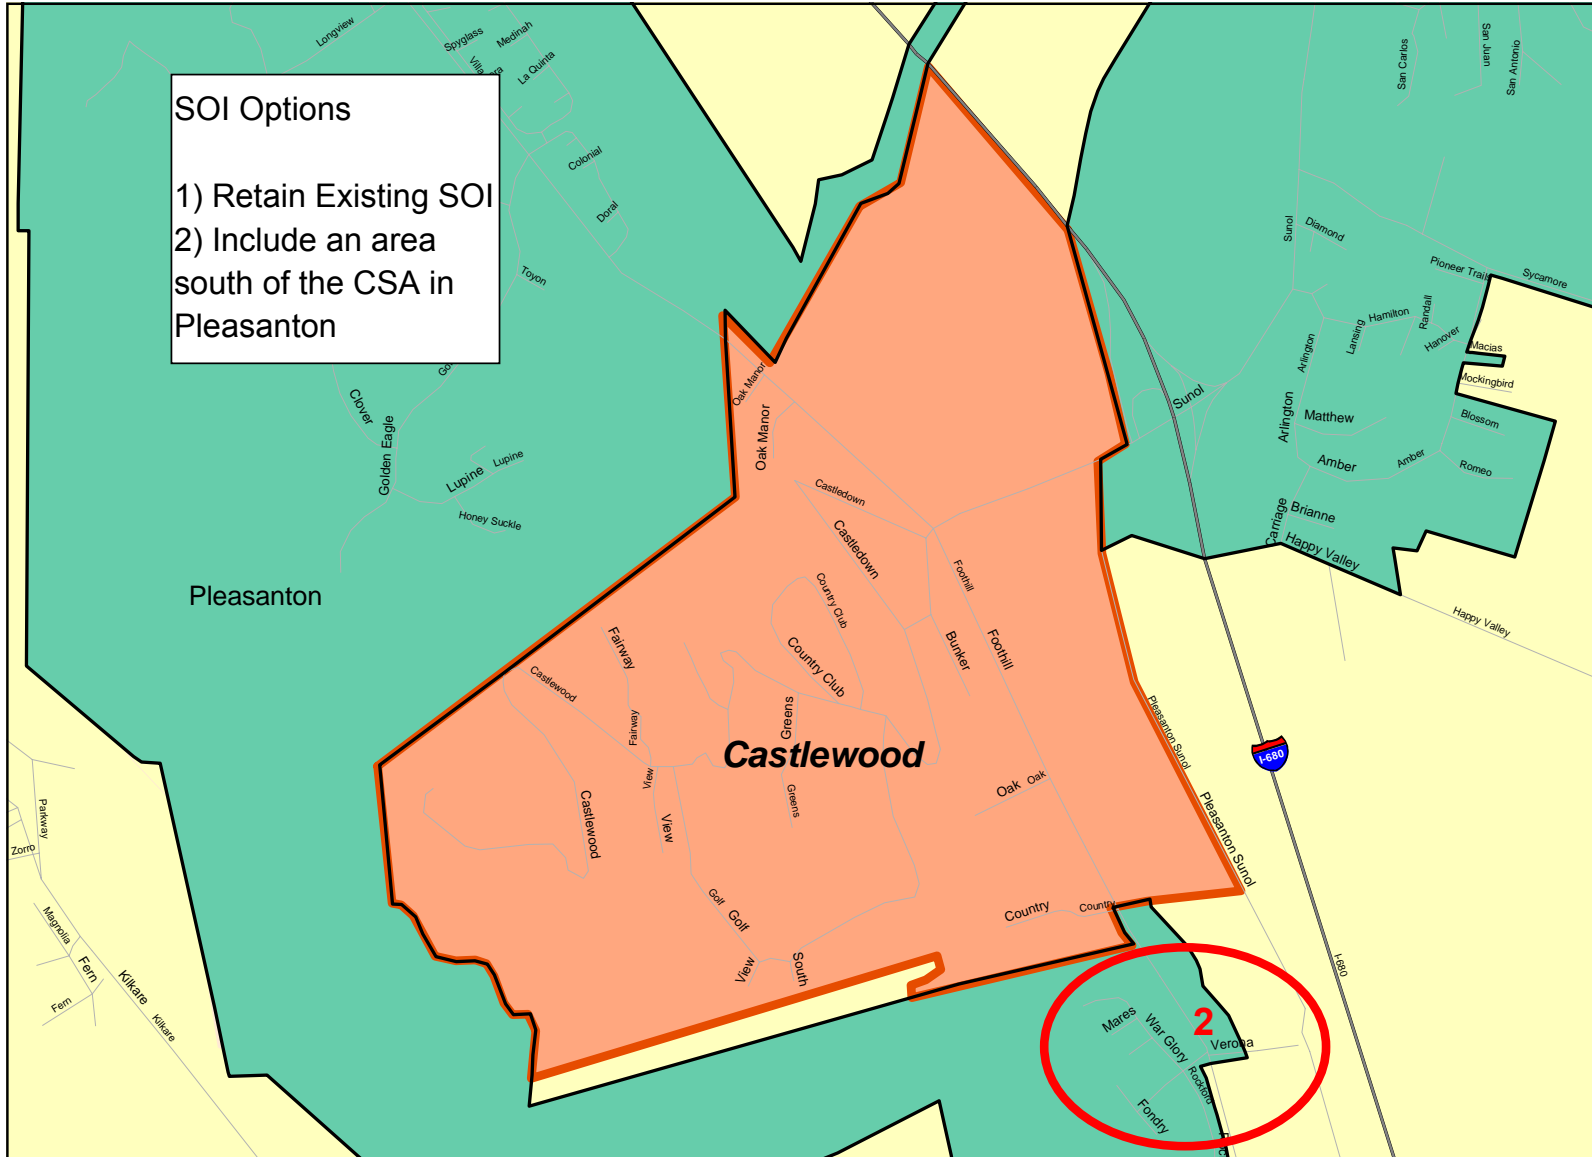 Longview
Spyglass
Medinah
La Quinta
San Carlos
San Juan
San Antonio
SOI Options
1) Retain Existing SOI
2) Include an area
south of the CSA in
Pleasanton
Colonial
Doral
Toyon
Sunol
Diamond
Pioneer Trails
Sycamore
Hamilton
Randall
Lansing
Hanover
Arlington
Macias
Mockingbird
Oak Manor
Oak Manor
Sunol
Clover
Golden Eagle
Lupine
Lupine
Honey Suckle
Arlington
Matthew
Blossom
Amber
Amber
Romeo
Carriage
Brianne
Happy Valley
Happy Valley
Castledown
Castledown
Foothill
Foothill
Country Club
Country Club
Bunker
Pleasanton
Fairway
Castlewood
Fairway
Greens
Castlewood
View
View
Greens
Oak
Oak
Pleasanton Sunol
Pleasanton Sunol
I-680
Castlewood
Parkway
Zorro
Golf
Golf
View
South
Country
Country
I-680
Magnolia
Fern
Fern
Kilkare
Kilkare
Mares
War Glory
2
Verona
Rockford
Fondry